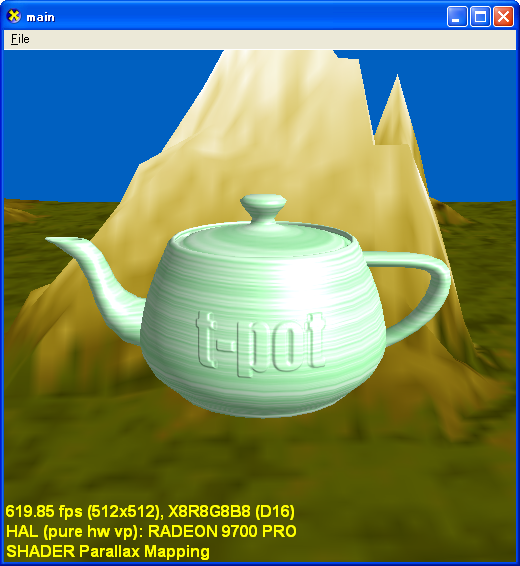 main
File
t-pot
619.85 fps (512x512), X8R8G8B8 (D16)
HAL (pure hw vp): RADEON 9700 PRO
SHADER Parallax Mapping